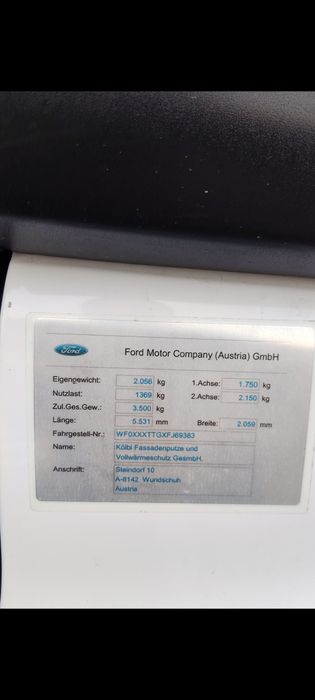 Ford
Ford Motor Company (Austria) GmbH
Eigengewicht: 2.056 kg 1.Achse: 1.750 kg
Nutzlast: 1369 kg 2.Achse: 2.150 kg
Zul.Ges.Gew.: 3.500 kg
Länge: 5.531 mm Breite: 2.059 mm
Fahrgestell-Nr.: WF0XXXTTGXFJ69383
Name: Kölbl Fassadenputze und
Vollwärmeschutz GesmbH.
Anschrift: Steindorf 10
A-8142 Wundschuh
Austria